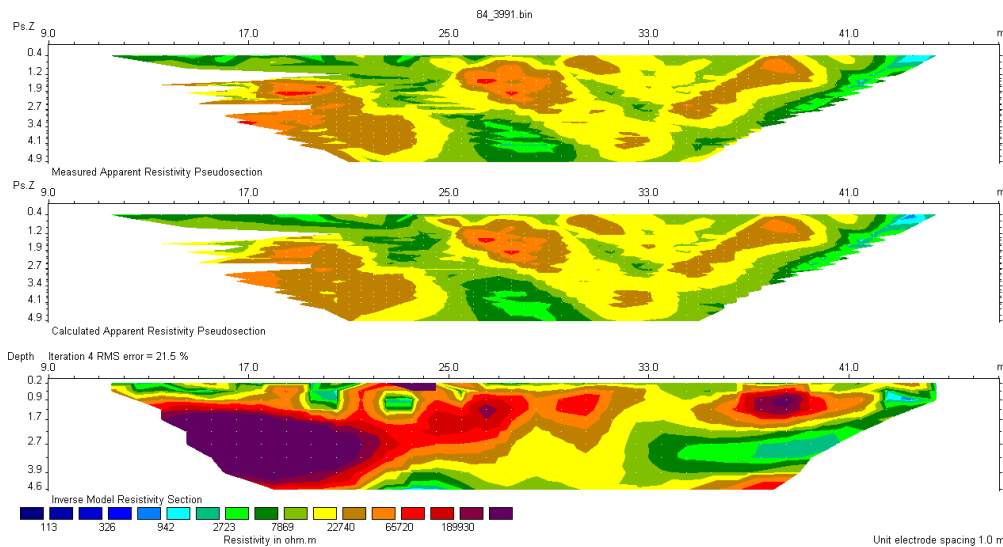 84_3991.bin
Ps.Z
9.0 17.0 25.0 33.0 41.0 m
0.4
1.2
1.9
2.7
3.4
4.1
4.9
Measured Apparent Resistivity Pseudosection
Ps.Z
9.0 17.0 25.0 33.0 41.0 m
0.4
1.2
1.9
2.7
3.4
4.1
4.9
Calculated Apparent Resistivity Pseudosection
Depth Iteration 4 RMS error = 21.5 %
9.0 17.0 25.0 33.0 41.0 m
0.2
0.9
1.7
2.7
3.9
4.6
Inverse Model Resistivity Section
113 326 942 2723 7869 22740 65720 189930
Resistivity in ohm.m Unit electrode spacing 1.0 m